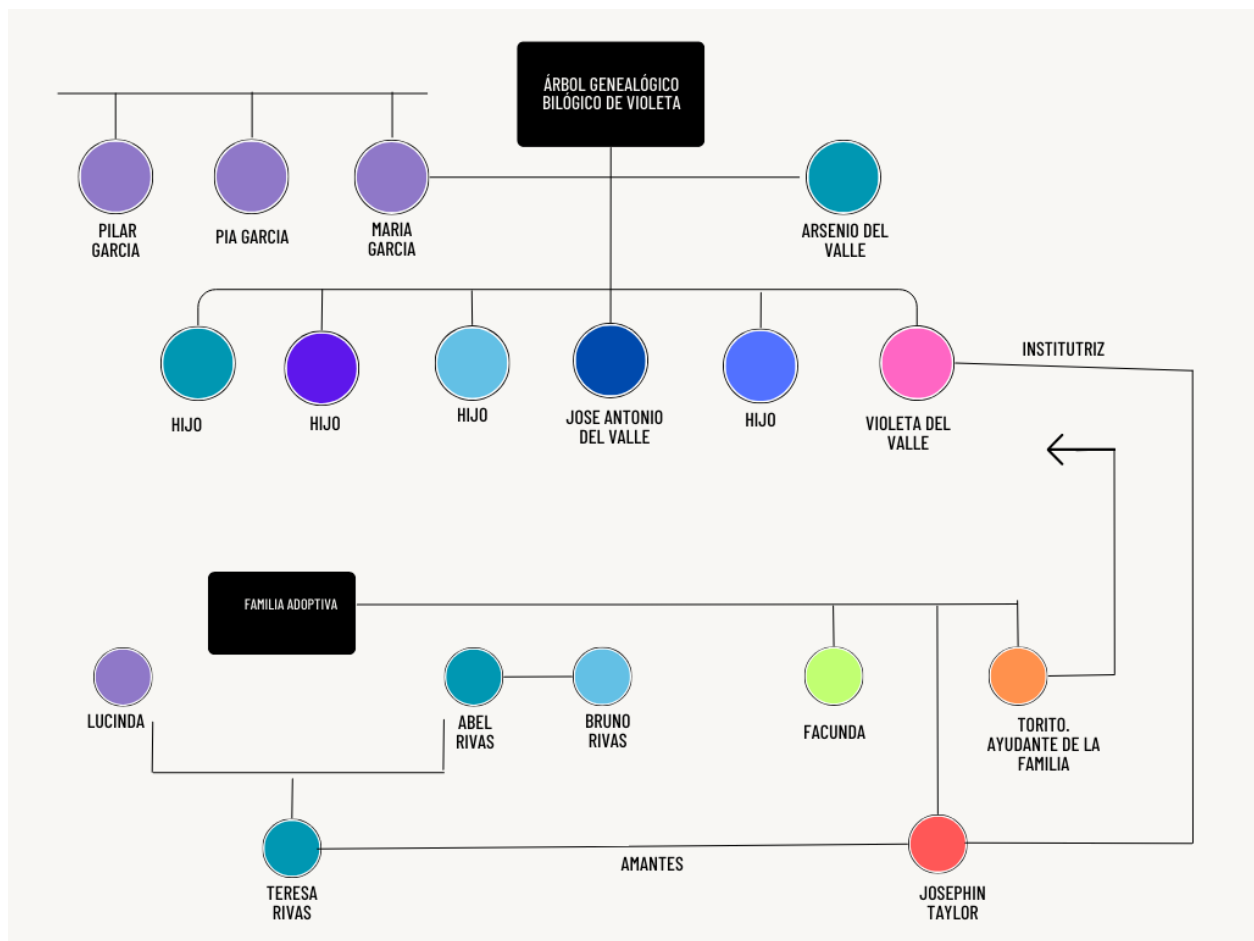 ÁRBOL GENEALÓGICO
BILÓGICO DE VIOLETA
PILAR
GARCIA
PIA GARCIA
MARIA
GARCIA
ARSENIO DEL
VALLE
INSTITUTRIZ
HIJO
HIJO
HIJO
JOSE ANTONIO
DEL VALLE
HIJO
VIOLETA DEL
VALLE
FAMILIA ADOPTIVA
LUCINDA
ABEL
RIVAS
BRUNO
RIVAS
FACUNDA
TORITO.
AYUDANTE DE LA
FAMILIA
AMANTES
TERESA
RIVAS
JOSEPHIN
TAYLOR